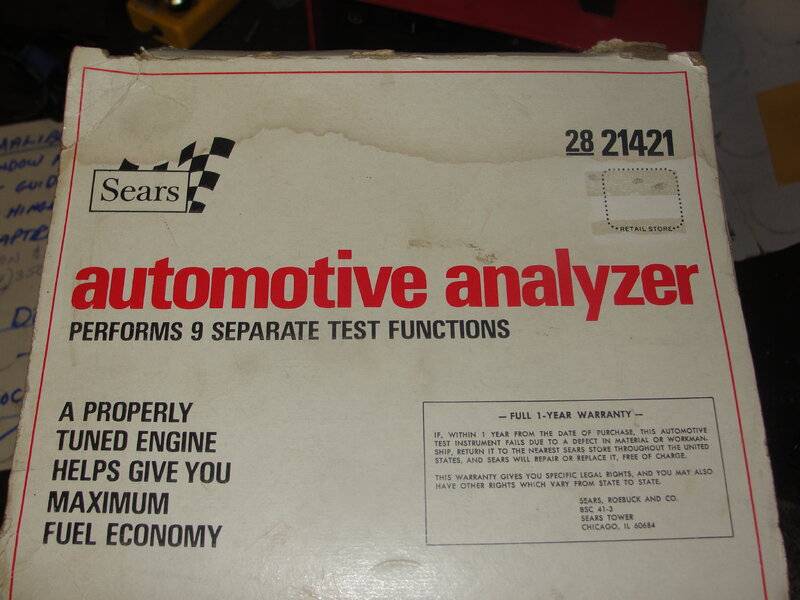 28 21421
Sears
RETAIL STORE
automotive analyzer
PERFORMS 9 SEPARATE TEST FUNCTIONS
A PROPERLY
TUNED ENGINE
HELPS GIVE YOU
MAXIMUM
FUEL ECONOMY
— FULL 1-YEAR WARRANTY —
IF, WITHIN 1 YEAR FROM THE DATE OF PURCHASE, THIS AUTOMOTIVE
TEST INSTRUMENT FAILS DUE TO A DEFECT IN MATERIAL OR WORKMAN-
SHIP, RETURN IT TO THE NEAREST SEARS STORE THROUGHOUT THE UNITED
STATES, AND SEARS WILL REPAIR OR REPLACE IT, FREE OF CHARGE.
THIS WARRANTY GIVES YOU SPECIFIC LEGAL RIGHTS, AND YOU MAY ALSO
HAVE OTHER RIGHTS WHICH VARY FROM STATE TO STATE.
SEARS, ROEBUCK AND CO.
BSC 41-3
SEARS TOWER
CHICAGO, IL 60684